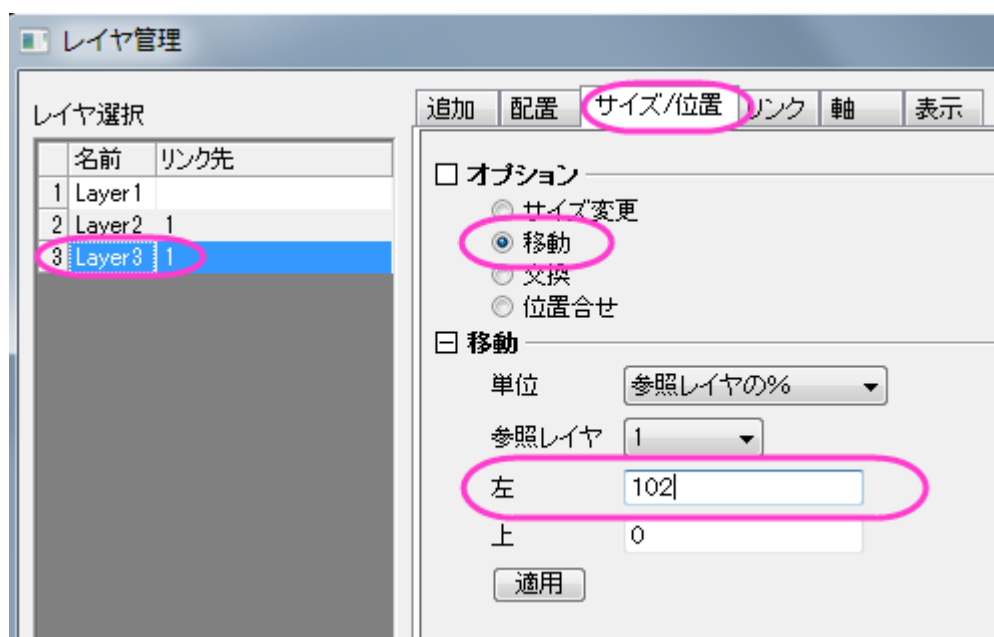 レイヤ管理
レイヤ選択
名前 リンク先
1 Layer1
2 Layer2 1
3 Layer3 1
追加 配置 サイズ/位置 リンク 軸 表示
オプション
サイズ変更
移動
交換
位置合せ
移動
単位 参照レイヤの%
参照レイヤ 1
左 102
上 0
適用